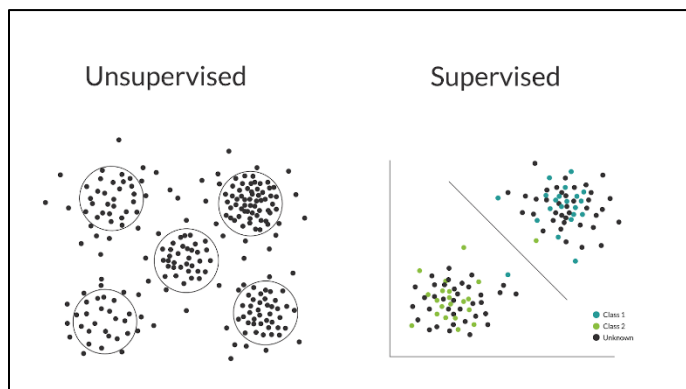 Unsupervised
Supervised
Class 1
Class 2
Unknown